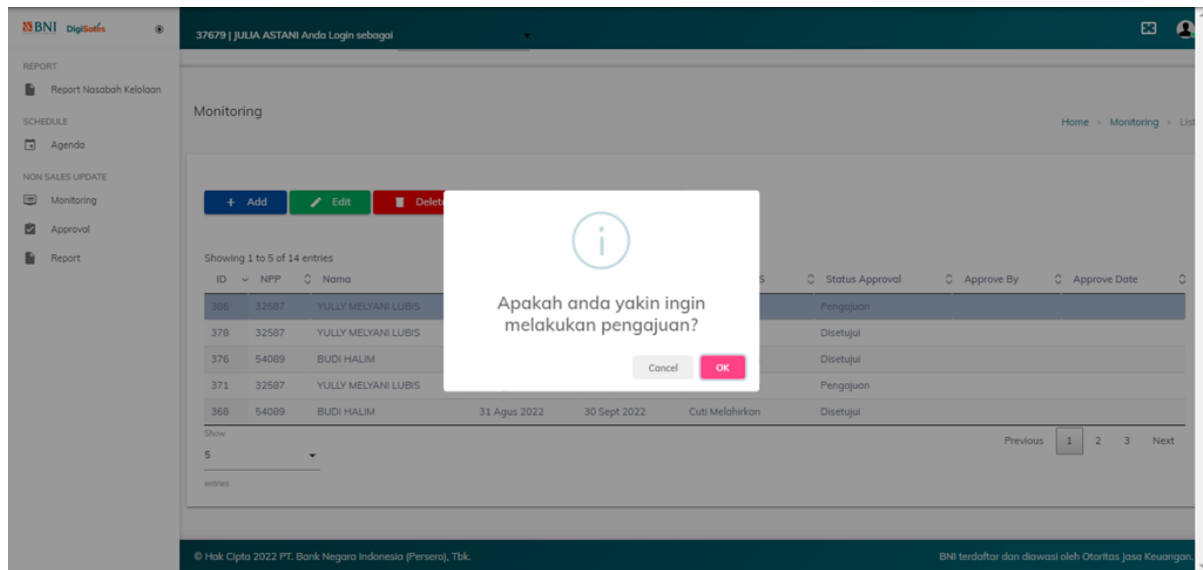 BNI DigiSales
37679 | JULIA ASTANI Anda Login sebagai
REPORT
Report Nasabah Kelolaan
SCHEDULE
Agenda
NON SALES UPDATE
Monitoring
Approval
Report
Monitoring
Home > Monitoring > List
+ Add Edit Delete
Showing 1 to 5 of 14 entries
ID NPP Nama Status Approval Approve By Approve Date
386 32587 YULLY MELYANI LUBIS Pengajuan
378 32587 YULLY MELYANI LUBIS Disetujui
376 54089 BUDI HALIM Disetujui
371 32587 YULLY MELYANI LUBIS Pengajuan
368 54089 BUDI HALIM 31 Agus 2022 30 Sept 2022 Cuti Melahirkan Disetujui
Apakah anda yakin ingin
melakukan pengajuan?
Cancel OK
Show
5
entries
Previous 1 2 3 Next
© Hak Cipta 2022 PT. Bank Negara Indonesia (Persero), Tbk.
BNI terdaftar dan diawasi oleh Otoritas Jasa Keuangan.